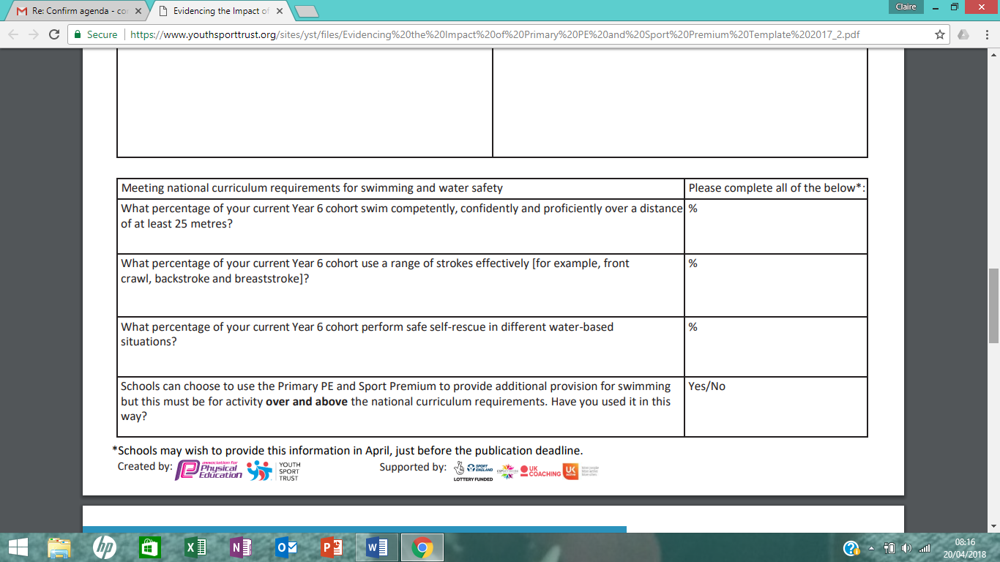 Re: Confirm agenda - co
Evidencing the Impact of
Claire
Secure
https://www.youthsporttrust.org/sites/yst/files/Evidencing%20the%20Impact%20of%20Primary%20PE%20and%20Sport%20Premium%20Template%202017_2.pdf
Meeting national curriculum requirements for swimming and water safety
Please complete all of the below*:
What percentage of your current Year 6 cohort swim competently, confidently and proficiently over a distance
of at least 25 metres?
%
What percentage of your current Year 6 cohort use a range of strokes effectively [for example, front
crawl, backstroke and breaststroke]?
%
What percentage of your current Year 6 cohort perform safe self-rescue in different water-based
situations?
%
Schools can choose to use the Primary PE and Sport Premium to provide additional provision for swimming
but this must be for activity over and above the national curriculum requirements. Have you used it in this
way?
Yes/No
*Schools may wish to provide this information in April, just before the publication deadline.
Created by:
association for
Physical
Education
YOUTH
SPORT
TRUST
Supported by:
SPORT
ENGLAND
LOTTERY FUNDED
UK
COACHING
UK
active
More people
More active
More often
08:16
20/04/2018